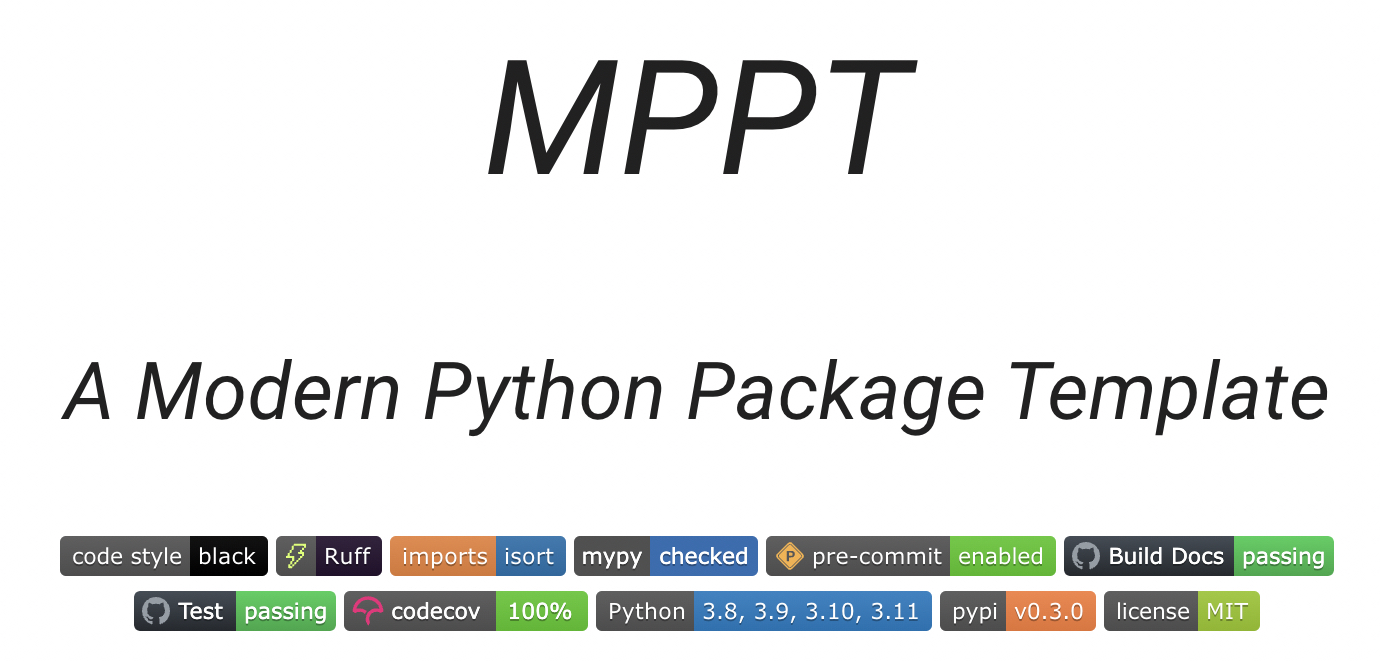 MPPT
A Modern Python Package Template
code style black Ruff imports isort mypy checked pre-commit enabled Build Docs passing
Test passing codecov 100% Python 3.8, 3.9, 3.10, 3.11 pypi v0.3.0 license MIT